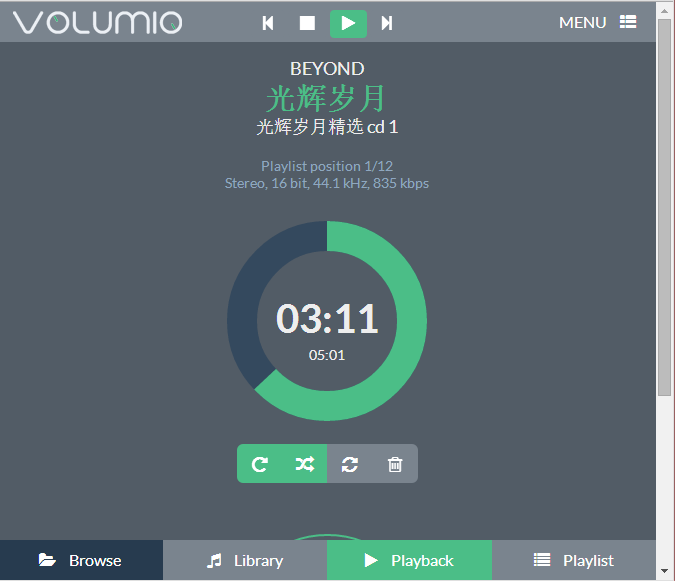 VOLUMIO
MENU
BEYOND
光辉岁月
光辉岁月精选 cd 1
Playlist position 1/12
Stereo, 16 bit, 44.1 kHz, 835 kbps
03:11
05:01
Browse
Library
Playback
Playlist